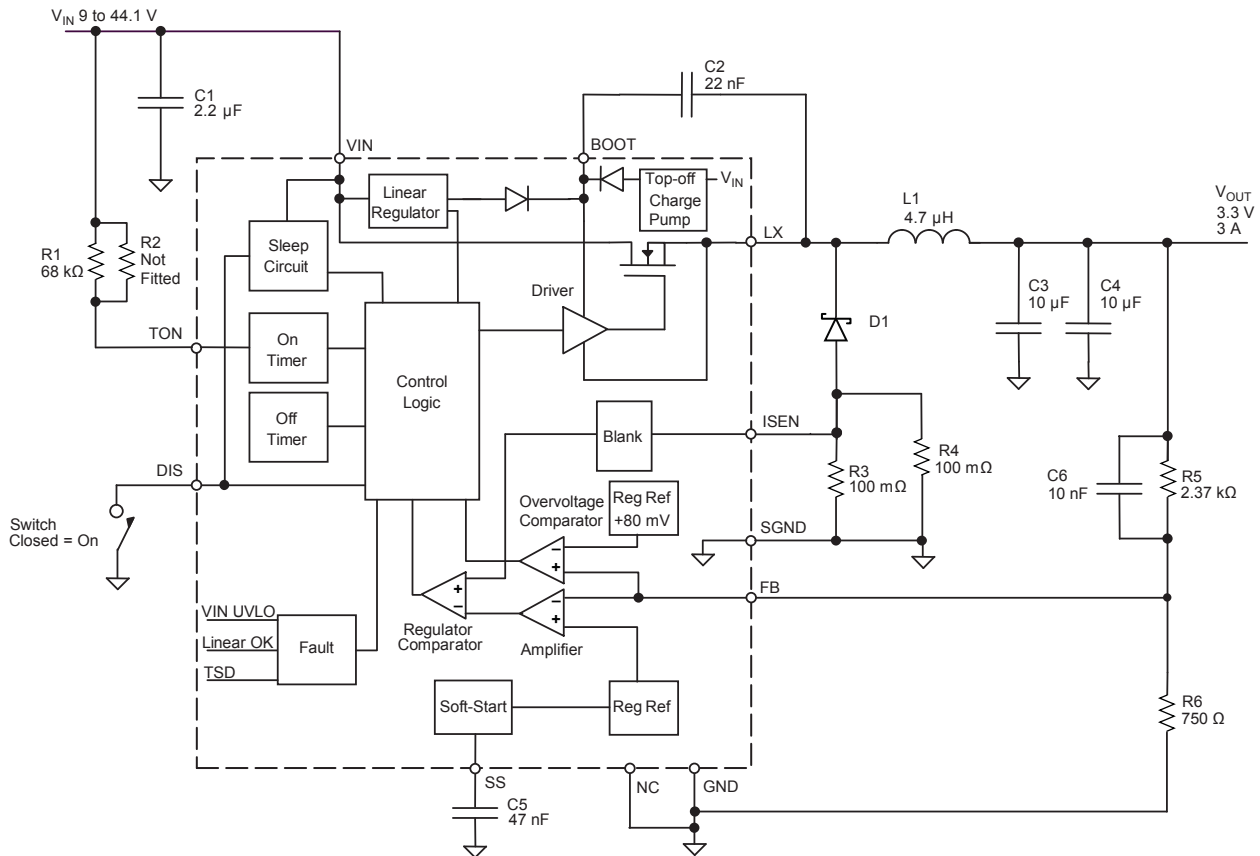 VIN 9 to 44.1 V
C1
2.2 µF
C2
22 nF
VIN
BOOT
Linear
Regulator
Top-off
Charge
Pump
VIN
LX
L1
4.7 µH
VOUT
3.3 V
3 A
R1
68 kΩ
R2
Not
Fitted
Sleep
Circuit
Driver
C3
10 µF
C4
10 µF
D1
TON
On
Timer
Control
Logic
Off
Timer
Blank
ISEN
R3
100 mΩ
R4
100 mΩ
C6
10 nF
R5
2.37 kΩ
DIS
Switch
Closed = On
Overvoltage
Comparator
Reg Ref
+80 mV
SGND
–
+
FB
+
–
–
+
Regulator
Comparator
Amplifier
VIN UVLO
Linear OK
TSD
Fault
Soft-Start
Reg Ref
R6
750 Ω
SS
NC
GND
C5
47 nF